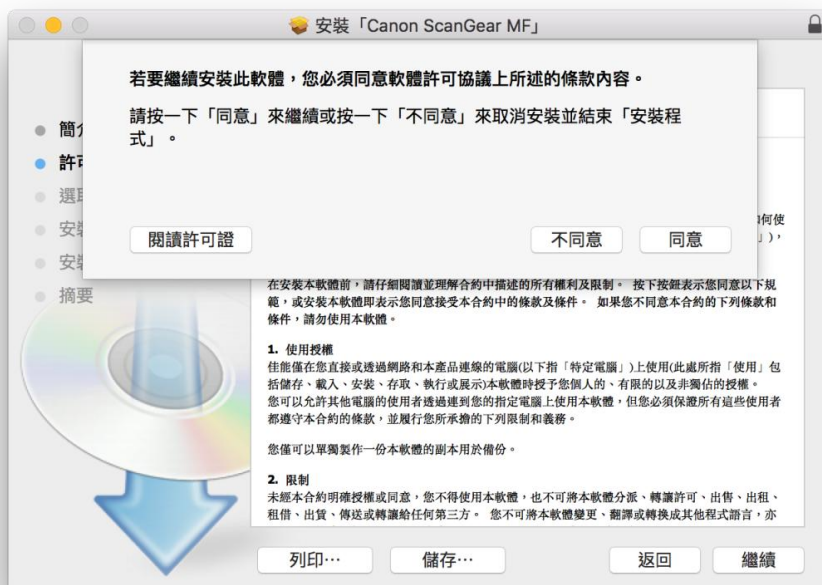 安裝「Canon ScanGear MF」
若要繼續安裝此軟體，您必須同意軟體許可協議上所述的條款內容。
請按一下「同意」來繼續或按一下「不同意」來取消安裝並結束「安裝程
式」。
閱讀許可證
不同意
同意
簡介
許可
選取
安裝
安裝
摘要
何使
」)，
在安裝本軟體前，請仔細閱讀並理解合約中描述的所有權利及限制。 按下按鈕表示您同意以下規
範，或安裝本軟體即表示您同意接受本合約中的條款及條件。 如果您不同意本合約的下列條款和
條件，請勿使用本軟體。
1. 使用授權
佳能僅在您直接或透過網路和本產品連線的電腦(以下指「特定電腦」)上使用(此處所指「使用」包
括儲存、載入、安裝、存取、執行或展示)本軟體時授予您個人的、有限的以及非獨佔的授權。
您可以允許其他電腦的使用者透過連到您的指定電腦上使用本軟體，但您必須保證所有這些使用者
都遵守本合約的條款，並履行您所承擔的下列限制和義務。
您僅可以單獨製作一份本軟體的副本用於備份。
2. 限制
未經本合約明確授權或同意，您不得使用本軟體，也不可將本軟體分派、轉讓許可、出售、出租、
租借、出貨、傳送或轉讓給任何第三方。 您不可將本軟體變更、翻譯或轉換成其他程式語言，亦
列印…
儲存…
返回
繼續